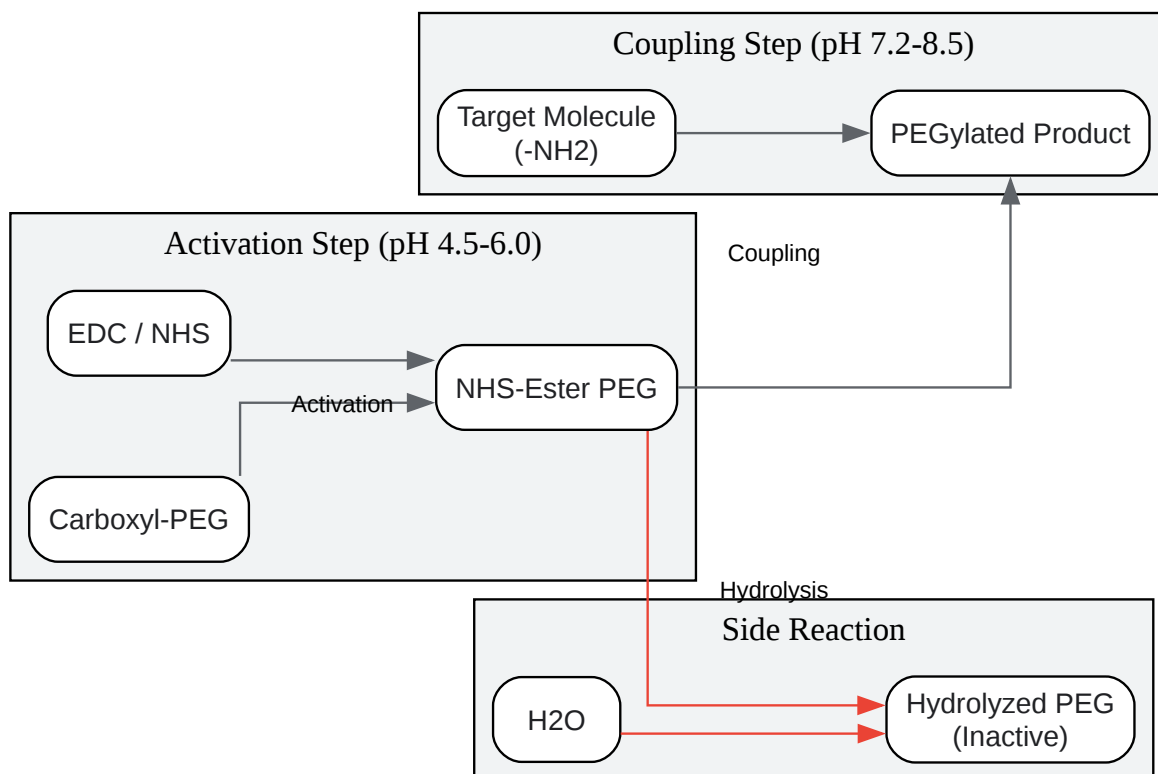 Coupling Step (pH 7.2-8.5)
Target Molecule
(-NH2)
PEGylated Product
Activation Step (pH 4.5-6.0)
Coupling
EDC / NHS
NHS-Ester PEG
Activation
Carboxyl-PEG
Hydrolysis
Side Reaction
H2O
Hydrolyzed PEG
(Inactive)